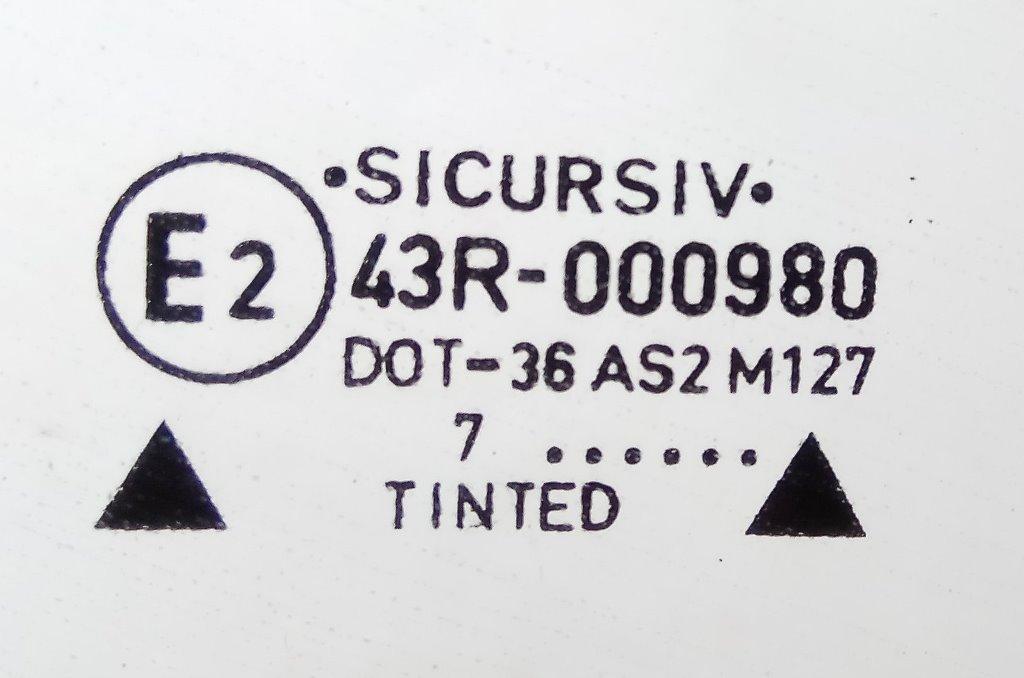 E2
·SICURSIV·
43R-000980
DOT-36 AS2 M127
7 ......
TINTED